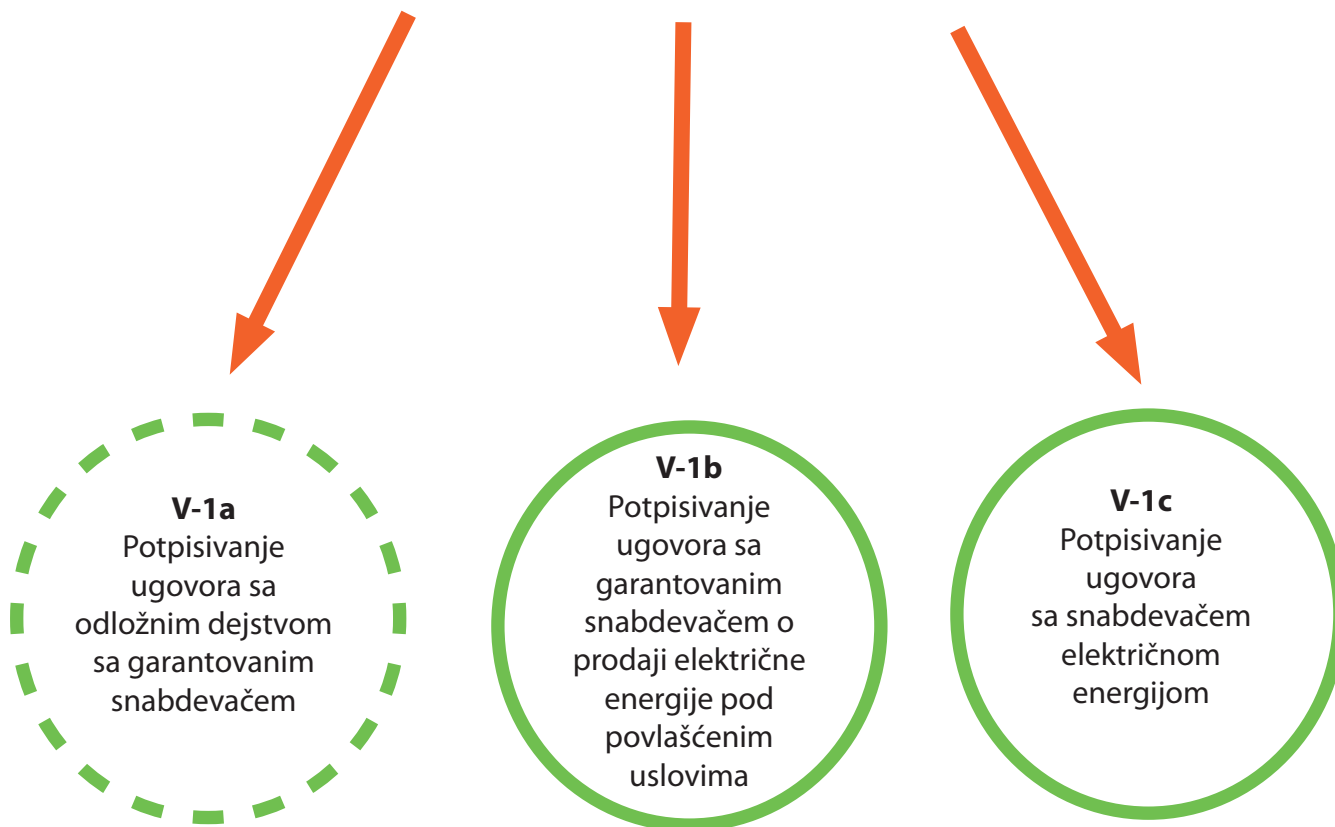 V-1a
Potpisivanje
ugovora sa
odložnim dejstvom
sa garantovanim
snabdevačem
V-1b
Potpisivanje
ugovora sa
garantovanim
snabdevačem o
prodaji električne
energije pod
povlašćenim
uslovima
V-1c
Potpisivanje
ugovora
sa snabdevačem
električnom
energijom